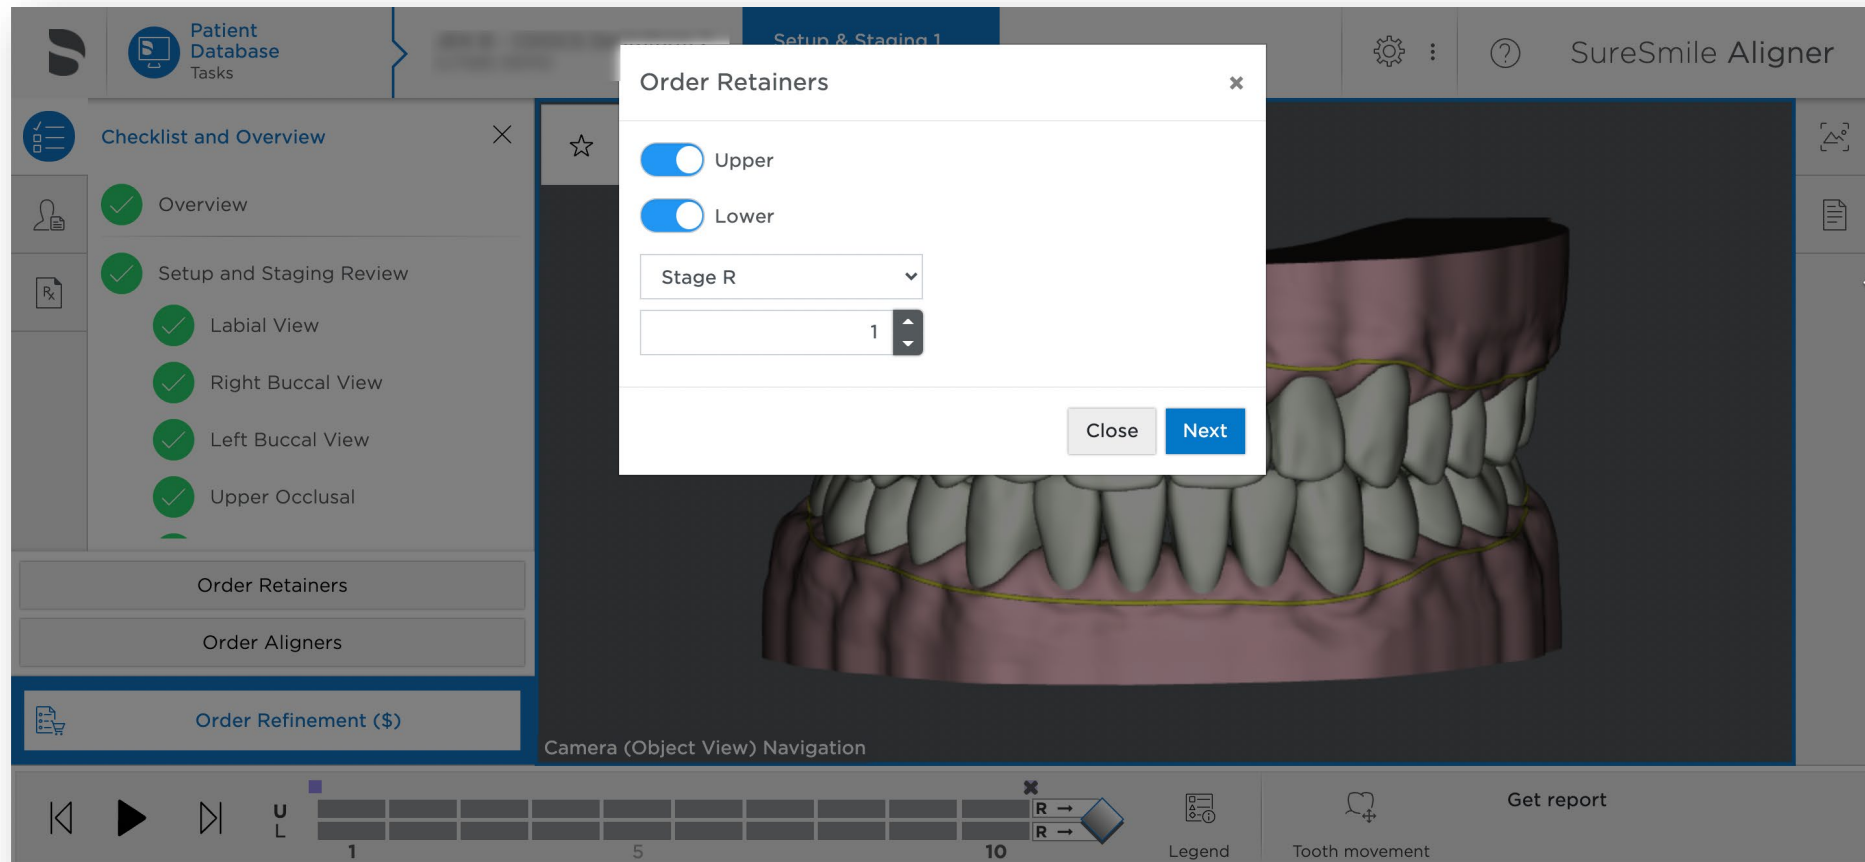 Patient
Database
Tasks
Setup & Staging 1
SureSmile Aligner
Checklist and Overview
Overview
Setup and Staging Review
Labial View
Right Buccal View
Left Buccal View
Upper Occlusal
Order Retainers
Order Aligners
Order Refinement ($)
Order Retainers
Upper
Lower
Stage R
1
Close Next
Camera (Object View) Navigation
U
L
R →
R →
1 5 10
Legend
Tooth movement
Get report